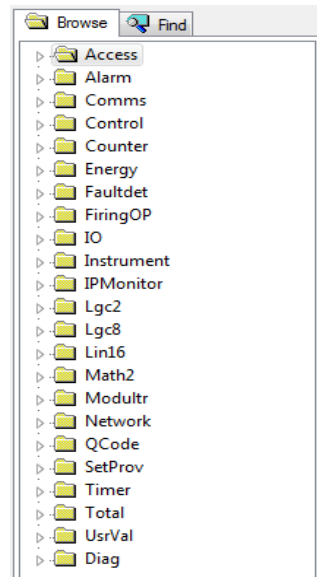 Browse Find
Access
Alarm
Comms
Control
Counter
Energy
Faultdet
FiringOP
IO
Instrument
IPMonitor
Lgc2
Lgc8
Lin16
Math2
Modultr
Network
QCode
SetProv
Timer
Total
UsrVal
Diag